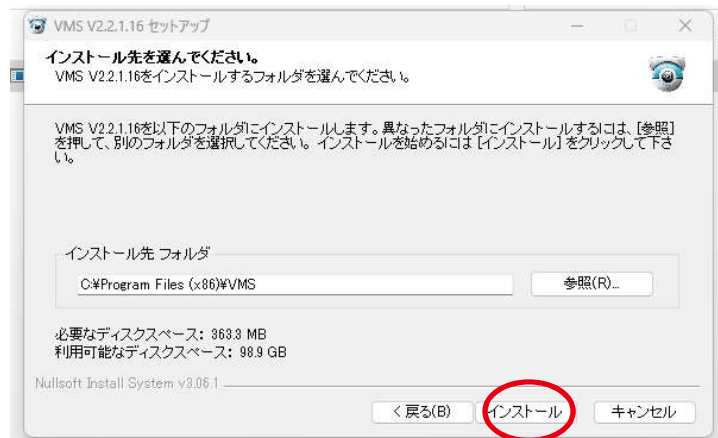 VMS V2.2.1.16 セットアップ
インストール先を選んでください。
VMS V2.2.1.16をインストールするフォルダを選んでください。
VMS V2.2.1.16を以下のフォルダにインストールします。異なったフォルダにインストールするには、[参照]
を押して、別のフォルダを選択してください。インストールを始めるには [インストール] をクリックして下さ
い。
インストール先 フォルダ
C:¥Program Files (x86)¥VMS
参照(R)...
必要なディスクスペース: 363.3 MB
利用可能なディスクスペース: 98.9 GB
Nullsoft Install System v3.06.1
< 戻る(B)
インストール
キャンセル